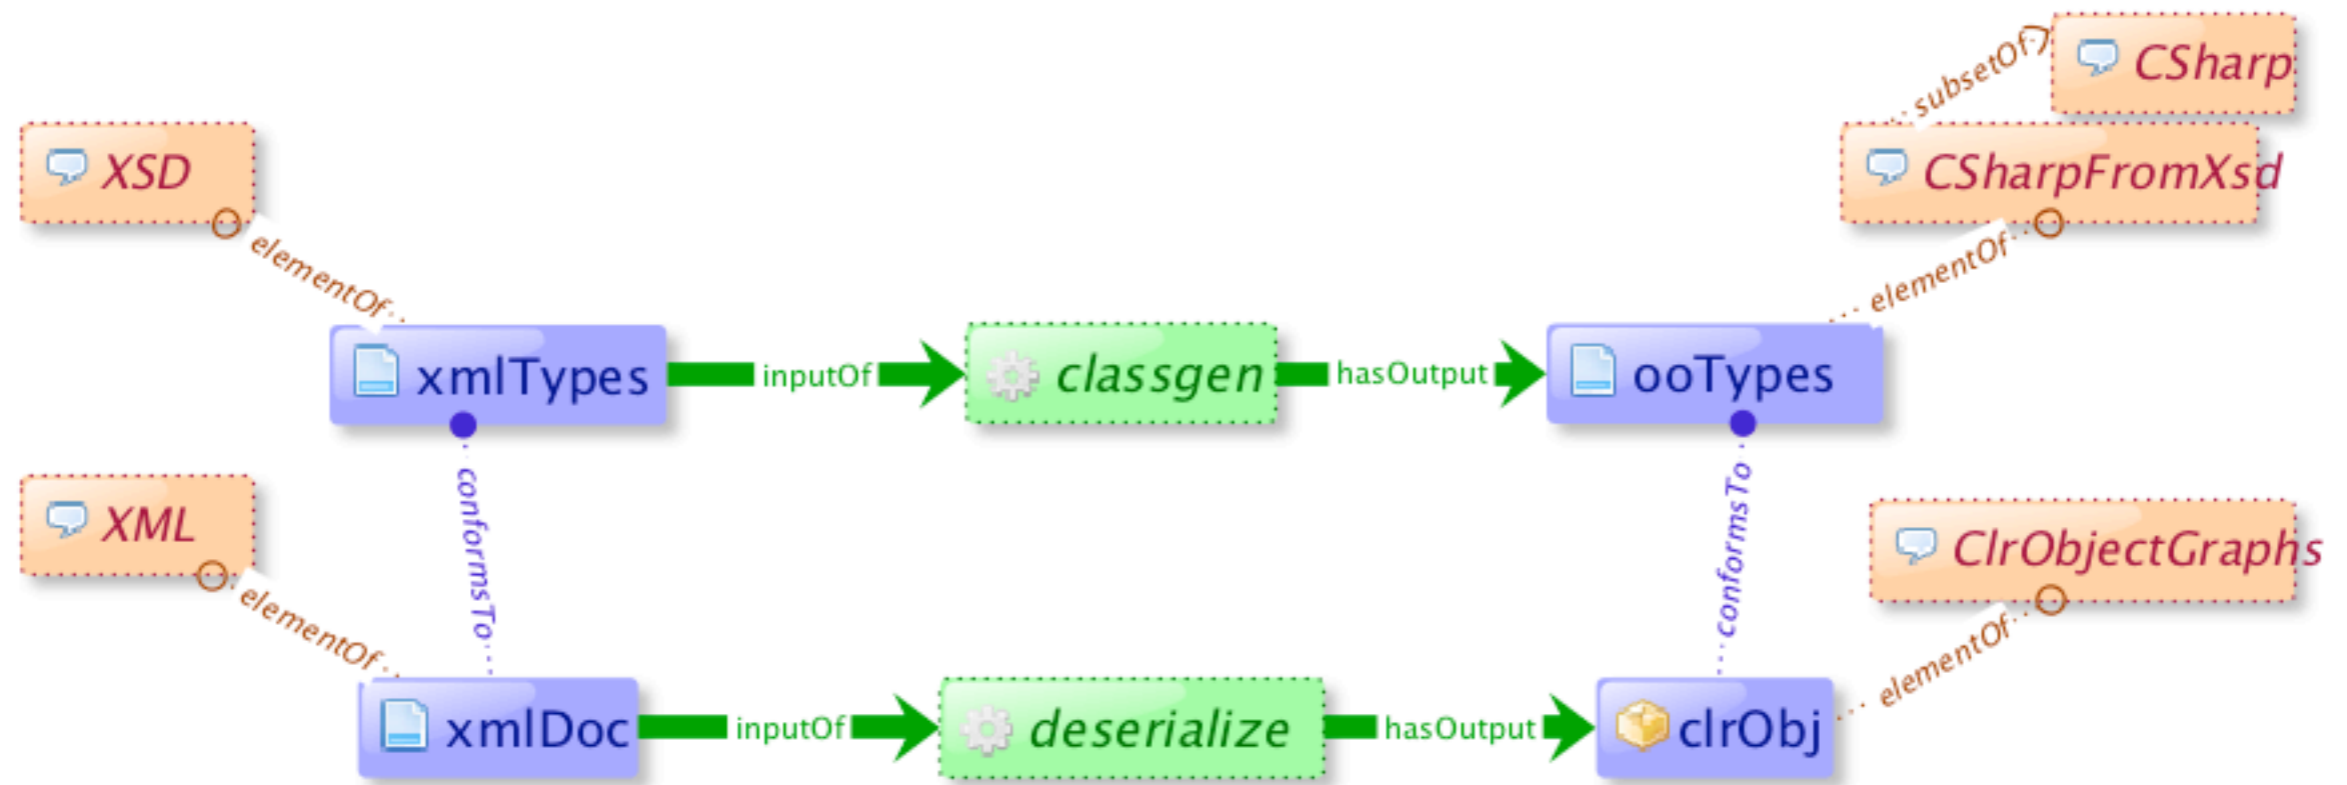 subsetOf
CSharp
XSD
CSharpFromXsd
elementOf
elementOf
xmlTypes
inputOf
classgen
hasOutput
ooTypes
conformsTo
conformsTo
XML
ClrObjectGraphs
elementOf
elementOf
xmlDoc
inputOf
deserialize
hasOutput
clrObj